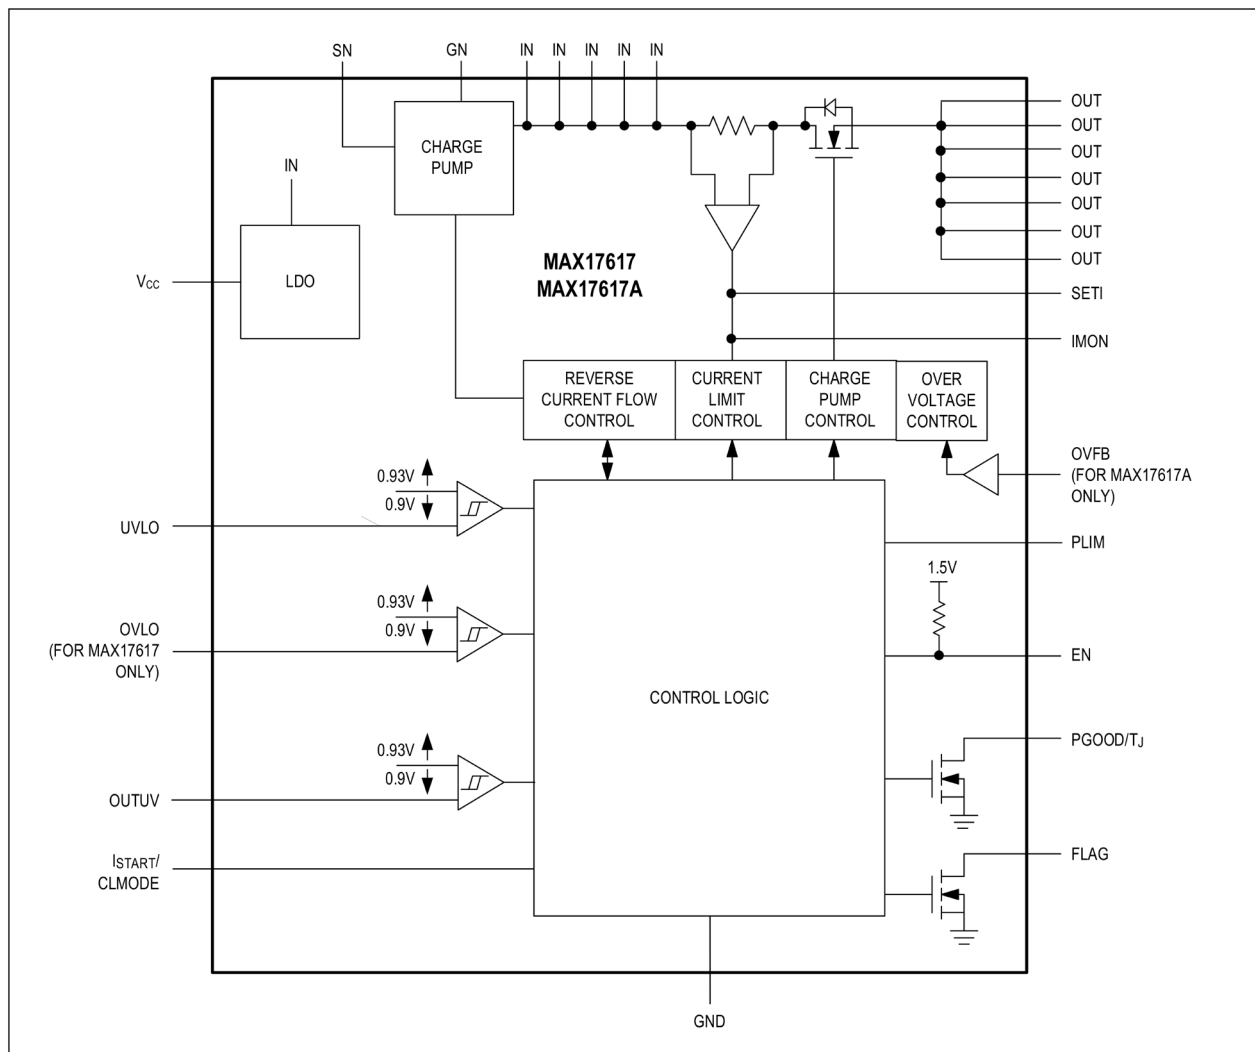 SN
GN
IN
IN
IN
IN
IN
OUT
OUT
OUT
OUT
OUT
OUT
OUT
CHARGE
PUMP
IN
LDO
VCC
MAX17617
MAX17617A
SETI
IMON
REVERSE
CURRENT FLOW
CONTROL
CURRENT
LIMIT
CONTROL
CHARGE
PUMP
CONTROL
OVER
VOLTAGE
CONTROL
OVFB
(FOR MAX17617A
ONLY)
0.93V
0.9V
UVLO
PLIM
1.5V
0.93V
0.9V
OVLO
(FOR MAX17617
ONLY)
EN
CONTROL LOGIC
0.93V
0.9V
OUTUV
PGOOD/TJ
ISTART/
CLMODE
FLAG
GND